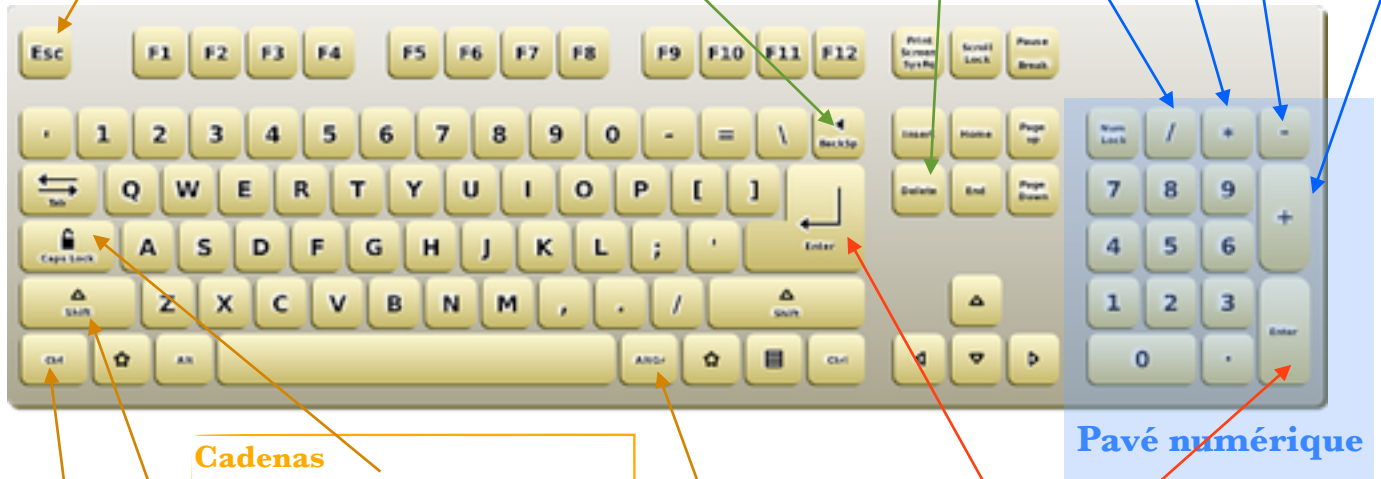 Esc F1 F2 F3 F4 F5 F6 F7 F8 F9 F10 F11 F12 Print Screen SysRq Scroll Lock Pause Break
' 1 2 3 4 5 6 7 8 9 0 - = \ BackSp Insert Home Page up Num Lock / * -
Tab Q W E R T Y U I O P [ ] Enter Delete End Page Down 7 8 9 +
Caps Lock A S D F G H J K L ; ' 4 5 6
Shift Z X C V B N M , . / Shift 1 2 3 Enter
Ctrl Alt AltGr Ctrl 0 .
Pavé numérique
Cadenas